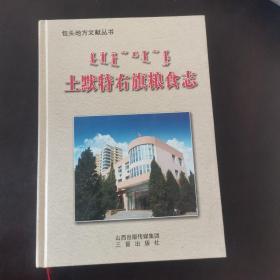 包头地方文献丛书
土默特右旗粮食志
山西出版传媒集团
三晋出版社